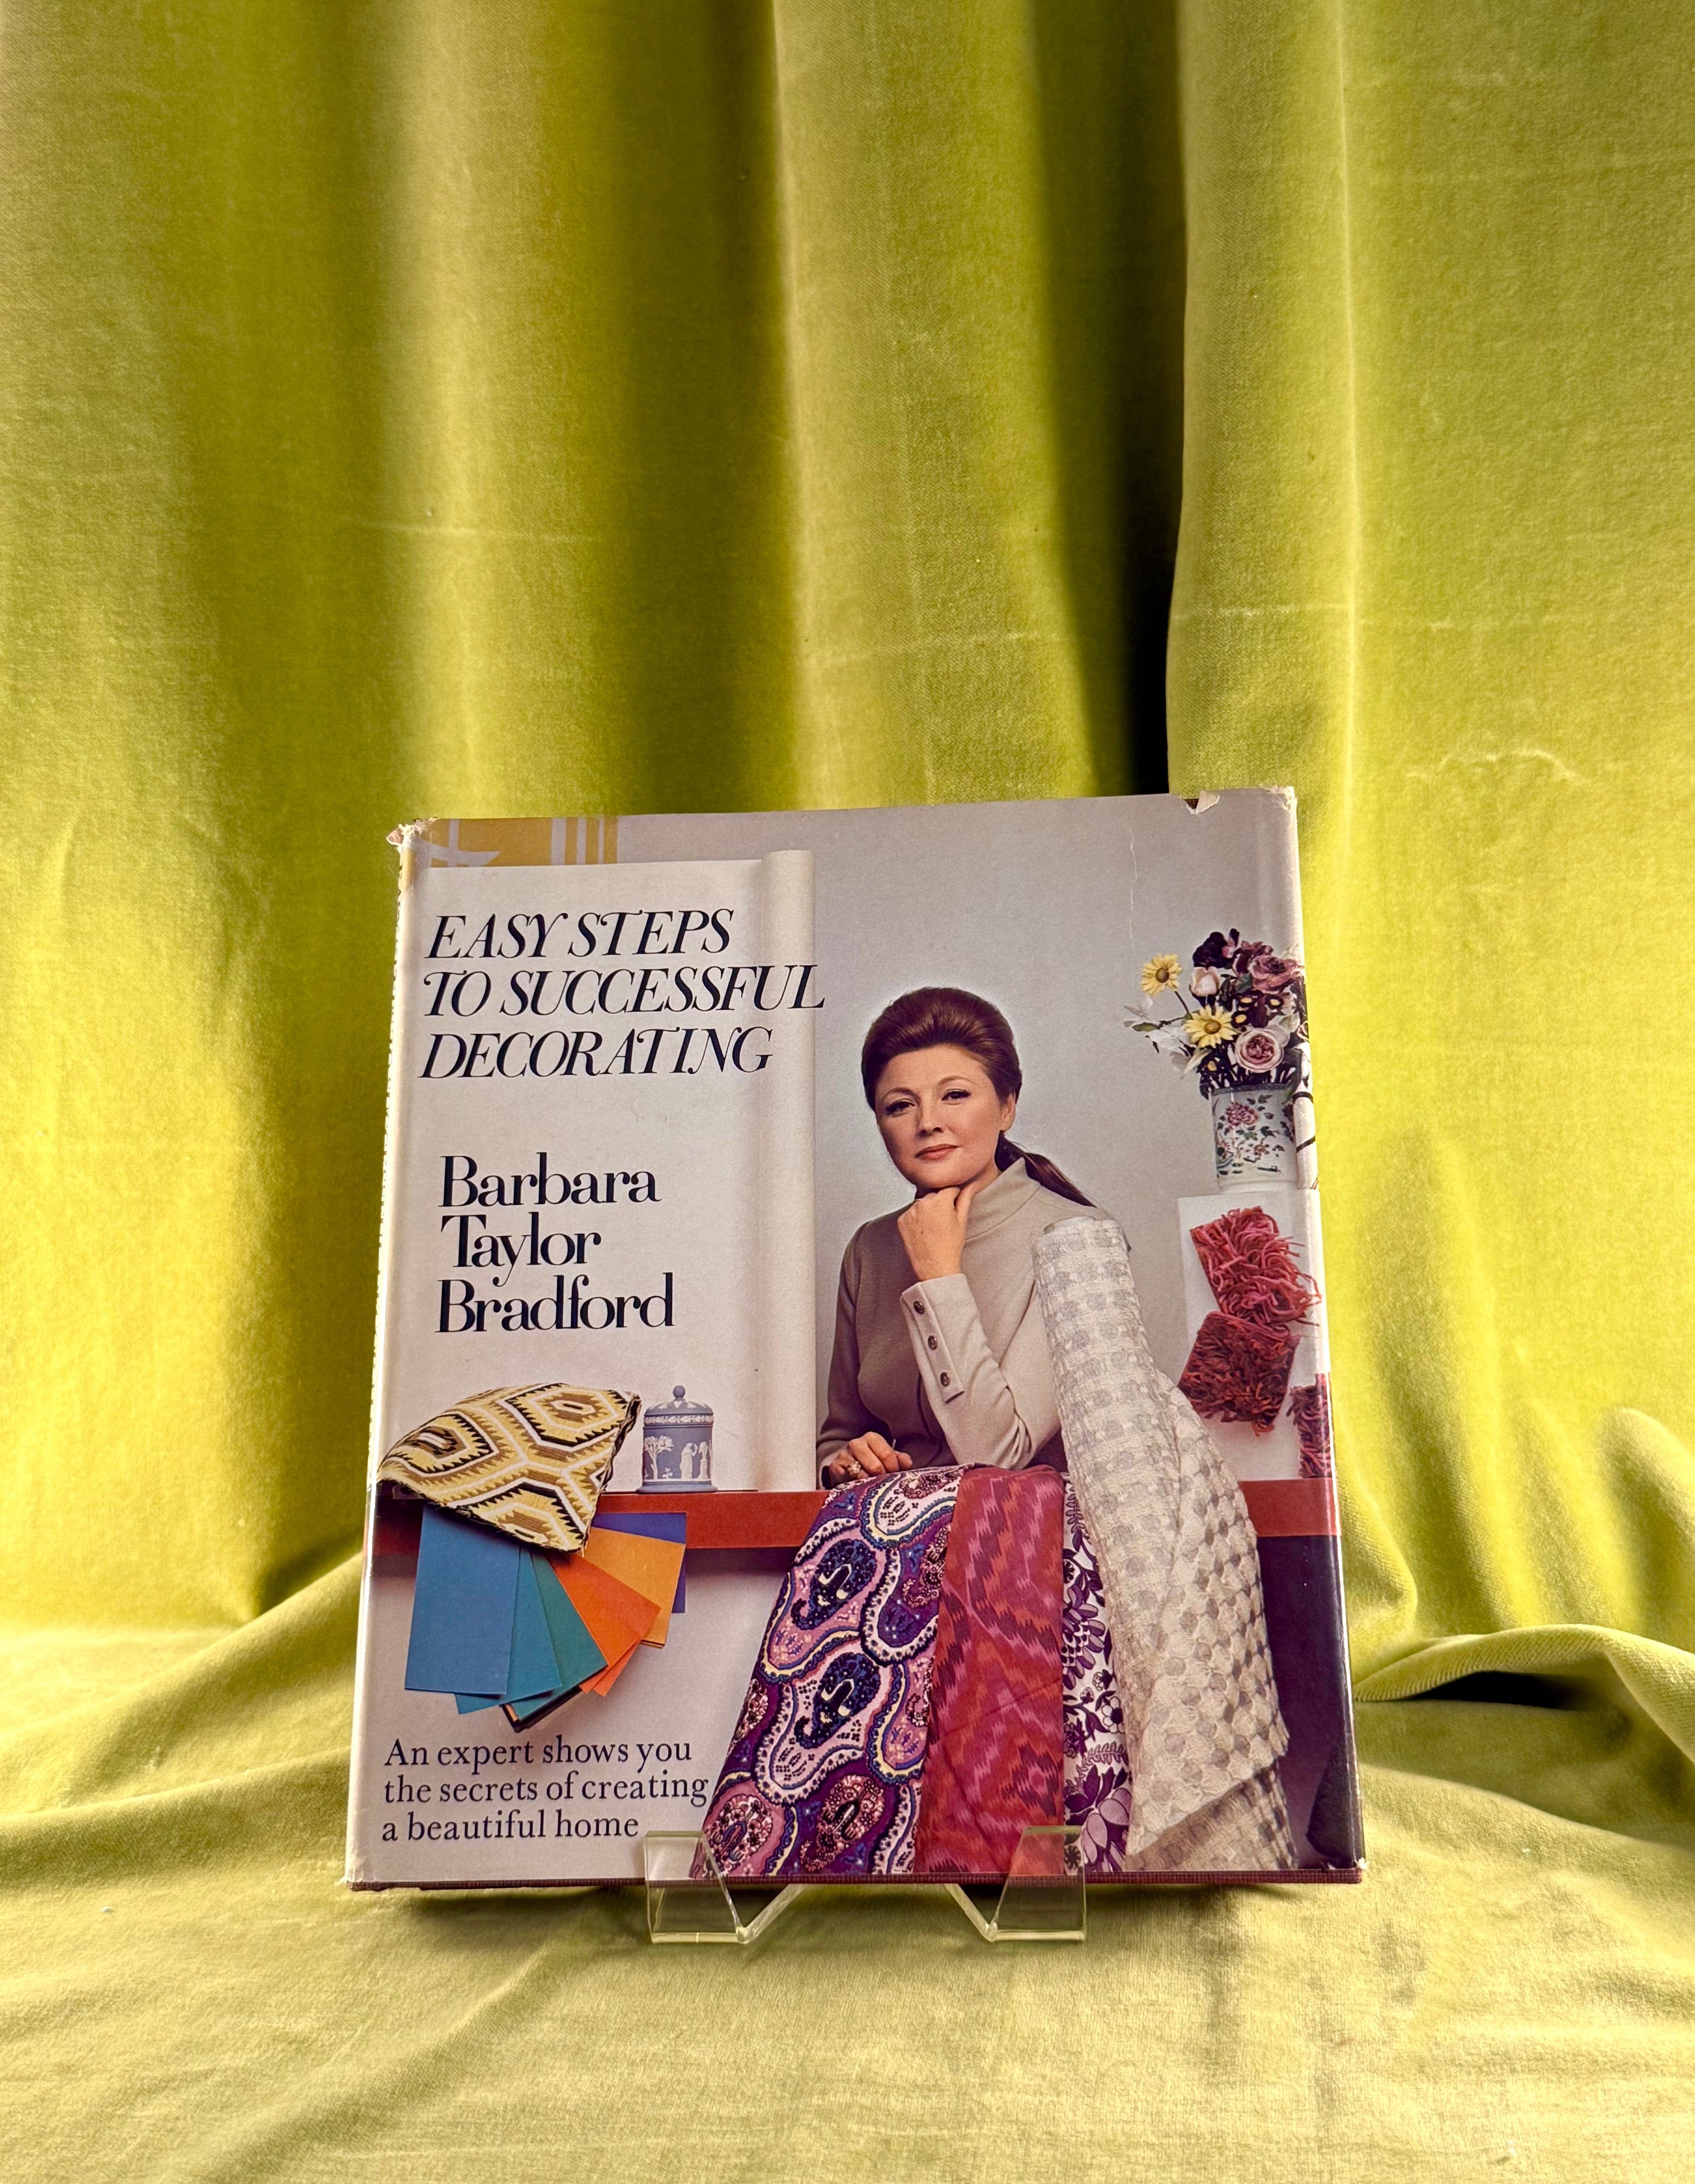 EASY STEPS
TO SUCCESSFUL
DECORATING
Barbara
Taylor
Bradford
An expert shows you
the secrets of creating
a beautiful home